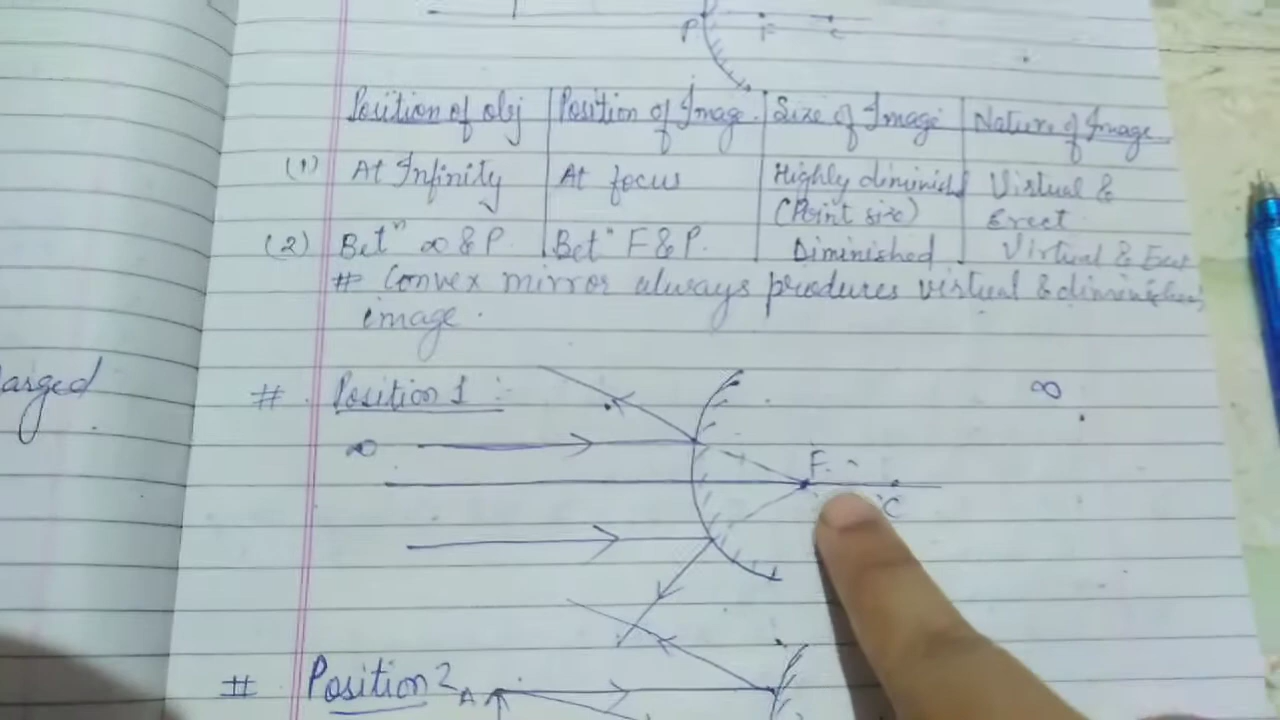 P F C
Position of obj Position of Image Size of Image Nature of Image
(1) At Infinity At focus Highly diminish Virtual &
(Point size) Erect
(2) Betⁿ ∞ & P. Betⁿ F & P. Diminished Virtual & Erect
# Convex mirror always produces virtual & diminished
image.
arged
# Position 1 :
∞
∞
F.
C
# Position 2
A